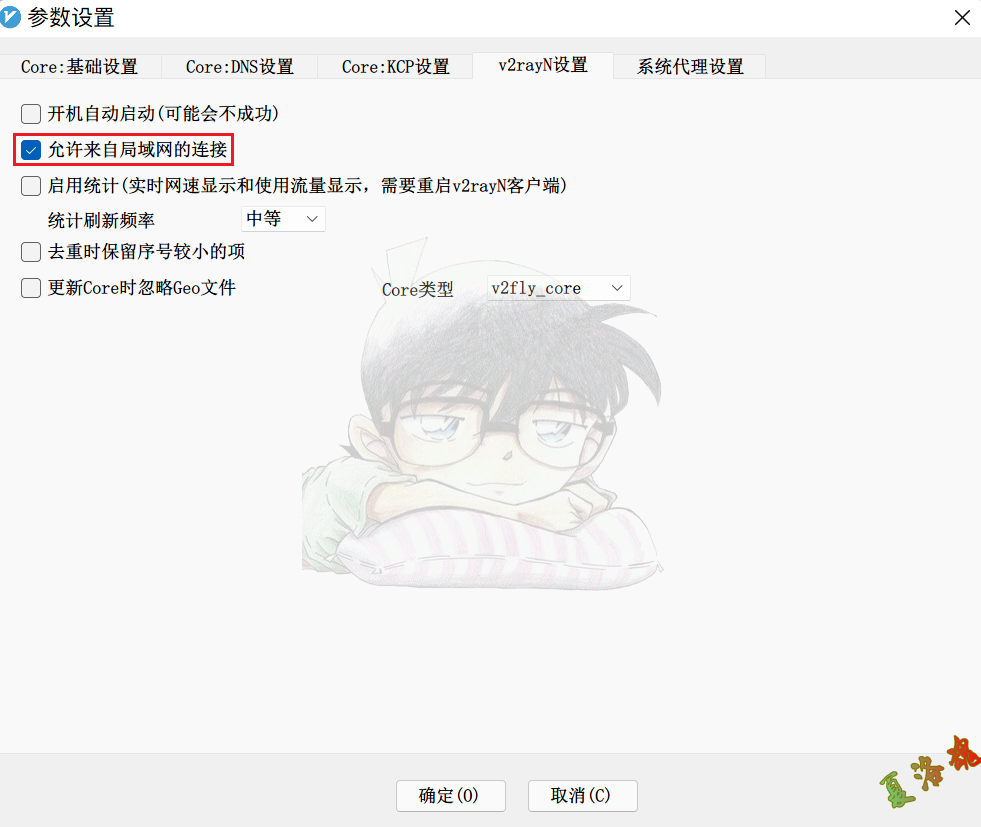 参数设置
Core:基础设置 Core:DNS设置 Core:KCP设置 v2rayN设置 系统代理设置
开机自动启动(可能会不成功)
允许来自局域网的连接
启用统计(实时网速显示和使用流量显示，需要重启v2rayN客户端)
统计刷新频率 中等
去重时保留序号较小的项
更新Core时忽略Geo文件 Core类型 v2fly_core
确定(O) 取消(C)